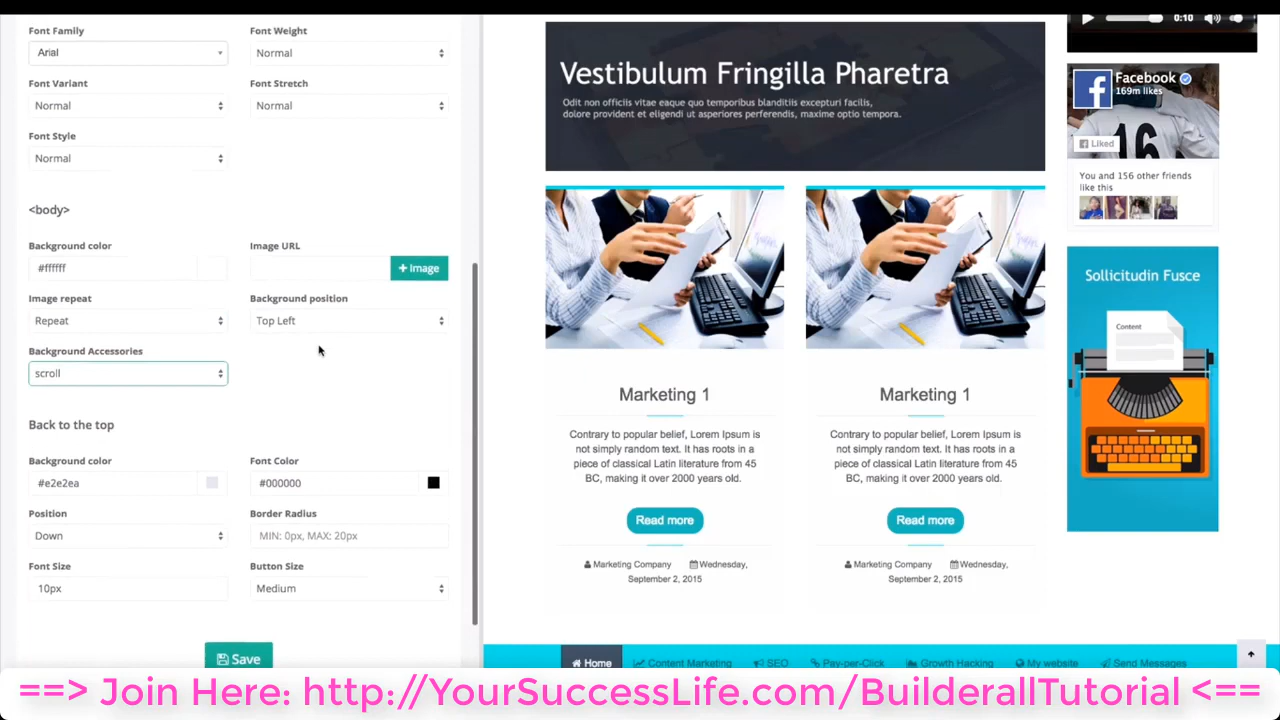 Font Family
Font Weight
Arial
Normal
Font Variant
Font Stretch
Normal
Normal
Font Style
Normal
<body>
Background color
Image URL
#ffffff
+ Image
Image repeat
Background position
Repeat
Top Left
Background Accessories
scroll
Back to the top
Background color
Font Color
#e2e2ea
#000000
Position
Border Radius
Down
MIN: 0px, MAX: 20px
Font Size
Button Size
10px
Medium
Save
Vestibulum Fringilla Pharetra
Odit non officiis vitae eaque quo temporibus blanditiis excepturi facilis,
dolore provident et eligendi ut asperiores perferendis, maxime optio tempora.
Marketing 1
Contrary to popular belief, Lorem Ipsum is
not simply random text. It has roots in a
piece of classical Latin literature from 45
BC, making it over 2000 years old.
Read more
Marketing Company Wednesday,
September 2, 2015
Marketing 1
Contrary to popular belief, Lorem Ipsum is
not simply random text. It has roots in a
piece of classical Latin literature from 45
BC, making it over 2000 years old.
Read more
Marketing Company Wednesday,
September 2, 2015
0:10
Facebook
169m likes
16
Liked
You and 156 other friends
like this
Sollicitudin Fusce
Content
Home Content Marketing SEO Pay-per-Click Growth Hacking My website Send Messages
==> Join Here: http://YourSuccessLife.com/BuilderallTutorial <==